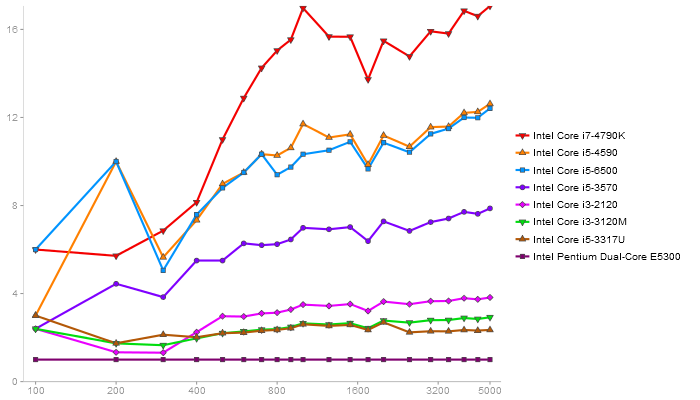 16
12
8
4
0
100 200 400 800 1600 3200 5000
Intel Core i7-4790K
Intel Core i5-4590
Intel Core i5-6500
Intel Core i5-3570
Intel Core i3-2120
Intel Core i3-3120M
Intel Core i5-3317U
Intel Pentium Dual-Core E5300